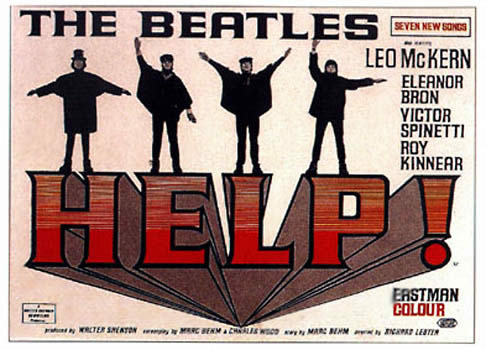 THE BEATLES
SEVEN NEW SONGS
LEO McKERN
ELEANOR
BRON
VICTOR
SPINETTI
ROY
KINNEAR
HELP!
EASTMAN
COLOUR
produced by WALTER SHENSON screenplay by MARC BEHM & CHARLES WOOD story by MARC BEHM directed by RICHARD LESTER